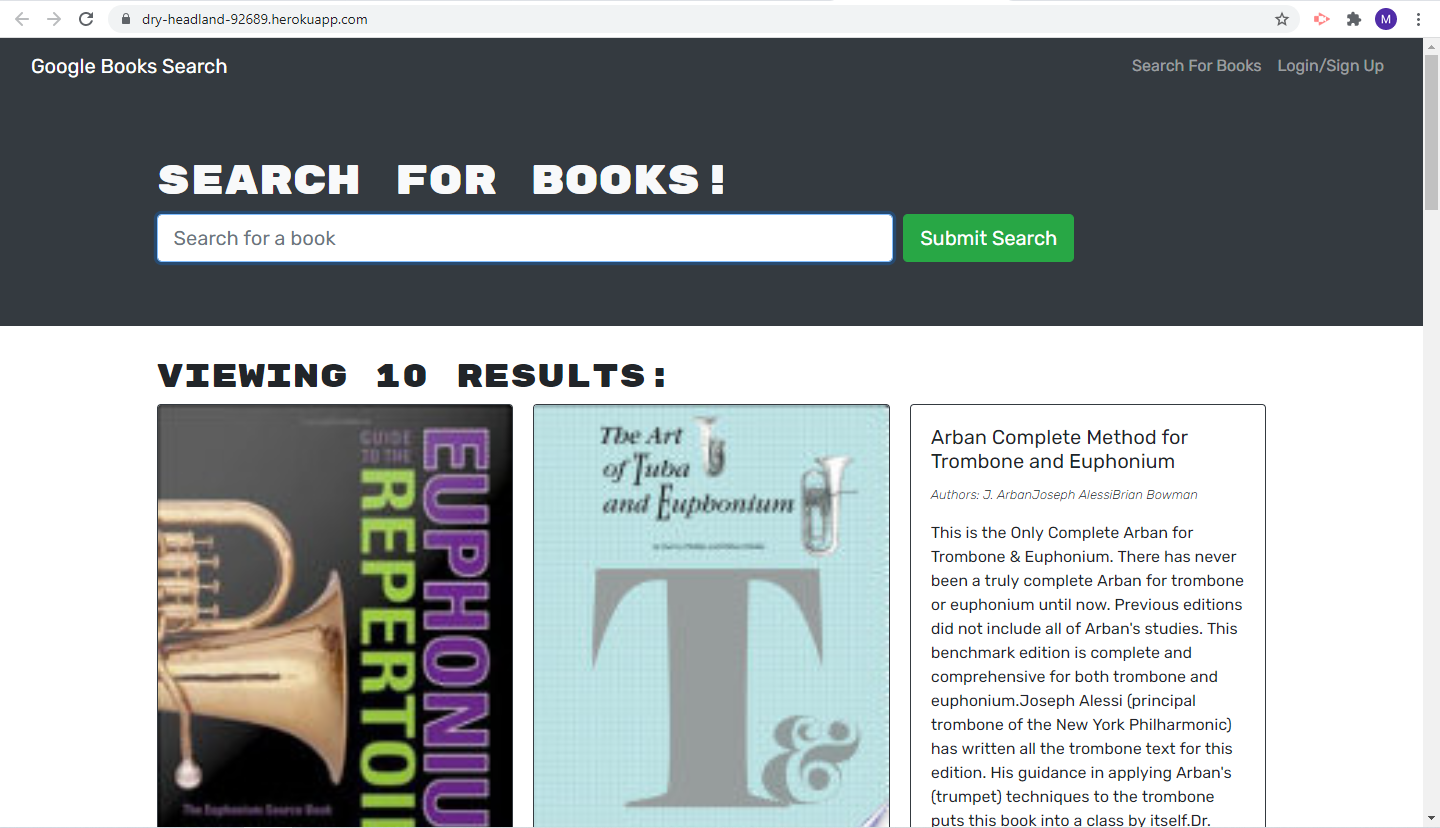 dry-headland-92689.herokuapp.com
M
Google Books Search
Search For Books
Login/Sign Up
SEARCH FOR BOOKS!
Search for a book
Submit Search
VIEWING 10 RESULTS:
GUIDE
TO THE
REPERTOI
EUPHONIU
The Euphonium Source Book
The Art
of Tuba
and Euphonium
T
&
Arban Complete Method for
Trombone and Euphonium
Authors: J. ArbanJoseph AlessiBrian Bowman
This is the Only Complete Arban for
Trombone & Euphonium. There has never
been a truly complete Arban for trombone
or euphonium until now. Previous editions
did not include all of Arban's studies. This
benchmark edition is complete and
comprehensive for both trombone and
euphonium.Joseph Alessi (principal
trombone of the New York Philharmonic)
has written all the trombone text for this
edition. His guidance in applying Arban's
(trumpet) techniques to the trombone
puts this book into a class by itself.Dr.